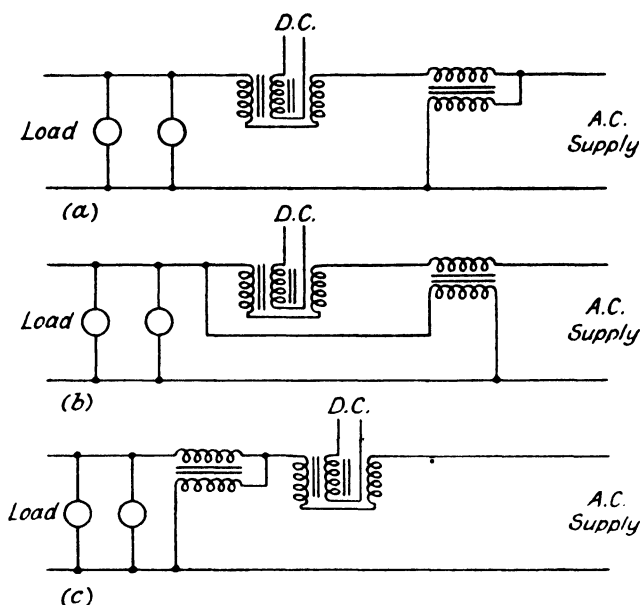 D.C.
Load
A.C.
Supply
(a)
D.C.
Load
A.C.
Supply
(b)
D.C.
Load
A.C.
Supply
(c)